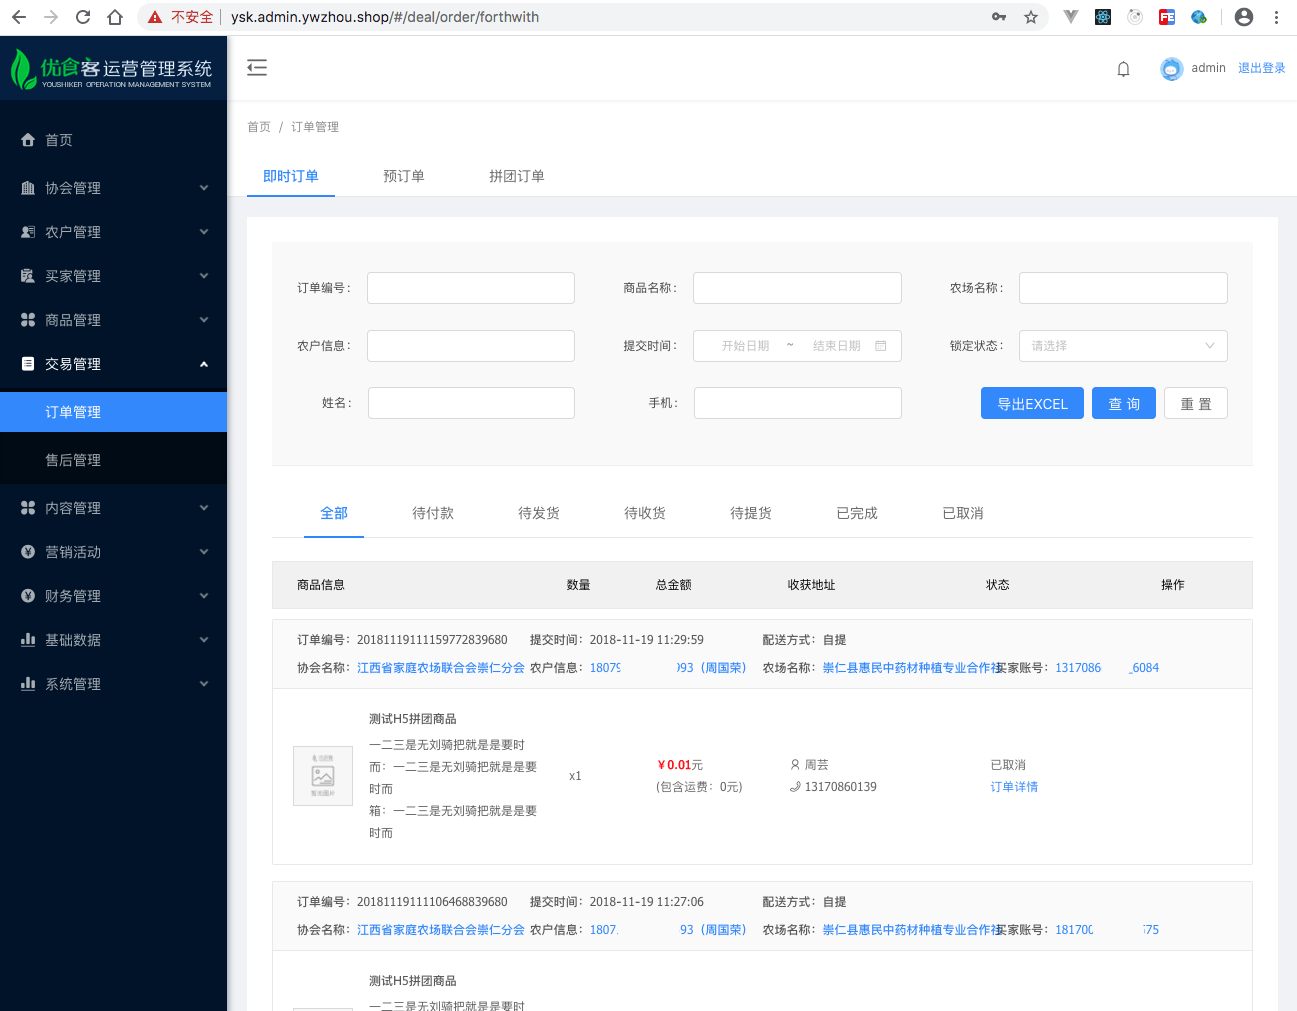 不安全 ysk.admin.ywzhou.shop/#/deal/order/forthwith
优食客运营管理系统
YOUSHIKER OPERATION MANAGEMENT SYSTEM
admin 退出登录
首页
协会管理
农户管理
买家管理
商品管理
交易管理
订单管理
售后管理
内容管理
营销活动
财务管理
基础数据
系统管理
首页 / 订单管理
即时订单 预订单 拼团订单
订单编号： 商品名称： 农场名称：
农户信息： 提交时间： 开始日期 ~ 结束日期 锁定状态： 请选择
姓名： 手机： 导出EXCEL 查 询 重 置
全部 待付款 待发货 待收货 待提货 已完成 已取消
商品信息 数量 总金额 收获地址 状态 操作
订单编号：2018111911159772839680 提交时间：2018-11-19 11:29:59 配送方式：自提
协会名称：江西省家庭农场联合会崇仁分会 农户信息：1807 93（周国荣） 农场名称：崇仁县惠民中药材种植专业合作社 买家账号：1317086 6084
测试H5拼团商品
一二三是无刘骑把就是是要时
而：一二三是无刘骑把就是是要
时而
箱：一二三是无刘骑把就是是要
时而
x1
¥0.01元
(包含运费：0元)
周芸
13170860139
已取消
订单详情
订单编号：2018111911106468839680 提交时间：2018-11-19 11:27:06 配送方式：自提
协会名称：江西省家庭农场联合会崇仁分会 农户信息：1807 93（周国荣） 农场名称：崇仁县惠民中药材种植专业合作社 买家账号：18170 75
测试H5拼团商品
一二三是无刘骑把就是是要时